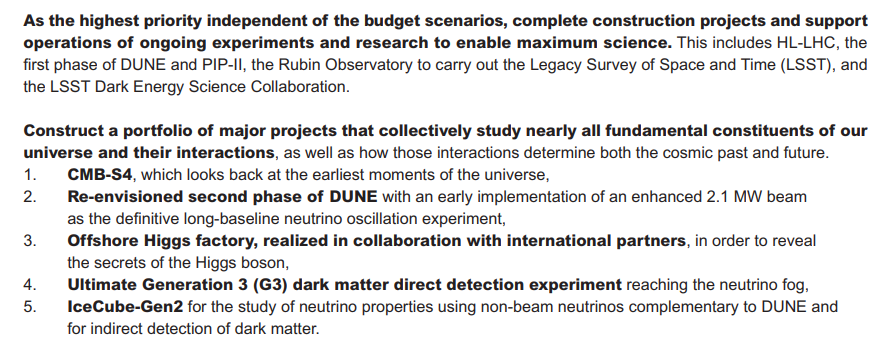 As the highest priority independent of the budget scenarios, complete construction projects and support
operations of ongoing experiments and research to enable maximum science. This includes HL-LHC, the
first phase of DUNE and PIP-II, the Rubin Observatory to carry out the Legacy Survey of Space and Time (LSST), and
the LSST Dark Energy Science Collaboration.
Construct a portfolio of major projects that collectively study nearly all fundamental constituents of our
universe and their interactions, as well as how those interactions determine both the cosmic past and future.
1. CMB-S4, which looks back at the earliest moments of the universe,
2. Re-envisioned second phase of DUNE with an early implementation of an enhanced 2.1 MW beam
as the definitive long-baseline neutrino oscillation experiment,
3. Offshore Higgs factory, realized in collaboration with international partners, in order to reveal
the secrets of the Higgs boson,
4. Ultimate Generation 3 (G3) dark matter direct detection experiment reaching the neutrino fog,
5. IceCube-Gen2 for the study of neutrino properties using non-beam neutrinos complementary to DUNE and
for indirect detection of dark matter.